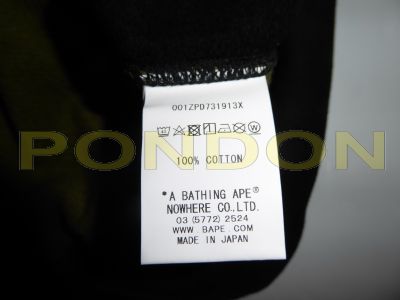 001ZPD731913X
PONDON
100% COTTON
*A BATHING APE®
NOWHERE CO.,LTD.
03 (5772) 2524
WWW.BAPE.COM
MADE IN JAPAN